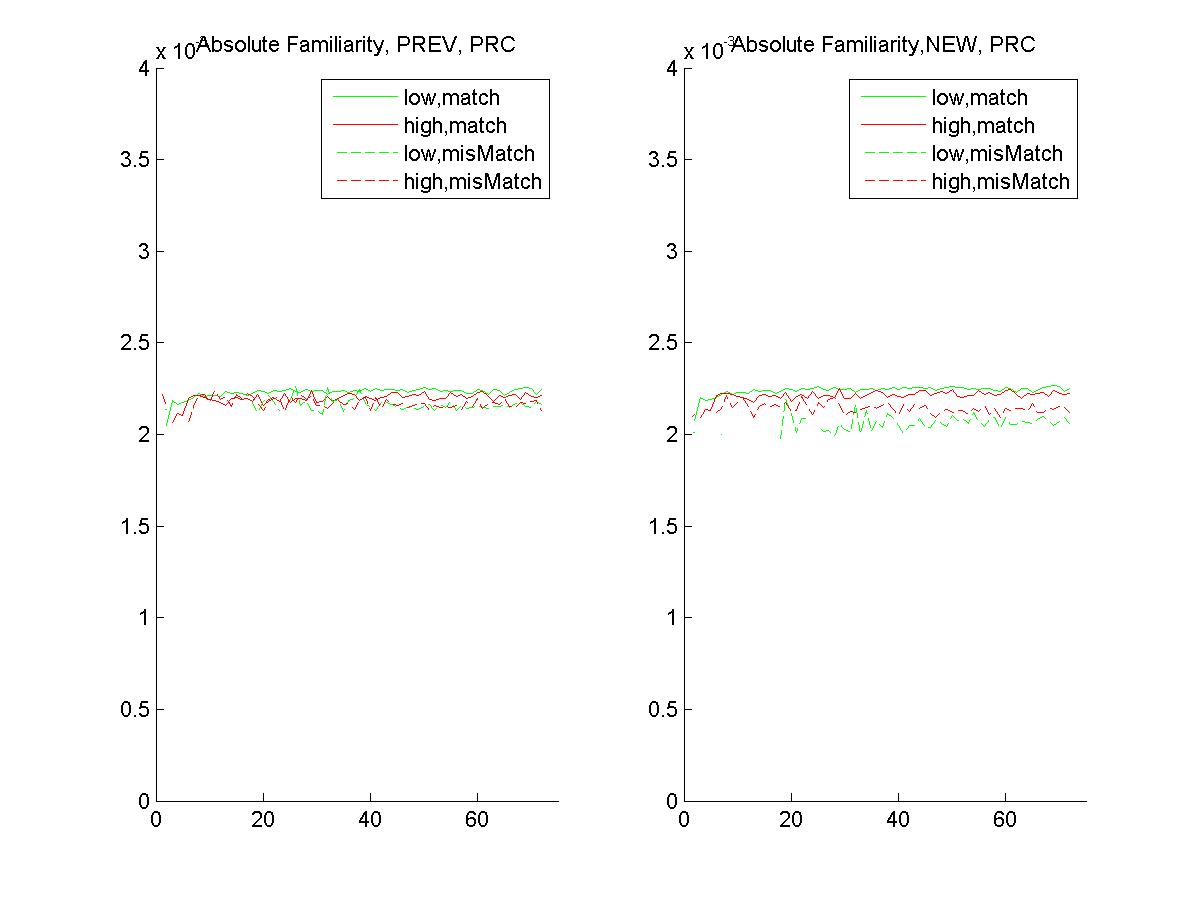 x 10
Absolute Familiarity, PREV, PRC
4
3.5
3
2.5
2
1.5
1
0.5
0
0 20 40 60
low,match
high,match
low,misMatch
high,misMatch
x 10-3
Absolute Familiarity,NEW, PRC
4
3.5
3
2.5
2
1.5
1
0.5
0
0 20 40 60
low,match
high,match
low,misMatch
high,misMatch